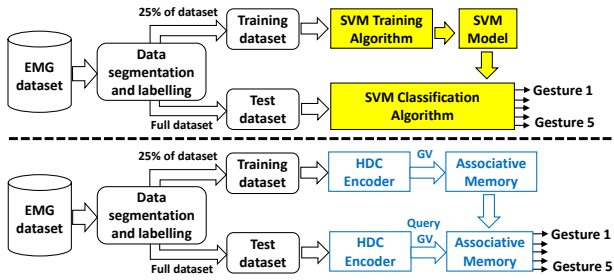 25% of dataset
EMG
dataset
Data
segmentation
and labelling
Training
dataset
SVM Training
Algorithm
SVM
Model
Full dataset
Test
dataset
SVM Classification
Algorithm
Gesture 1
Gesture 5
25% of dataset
EMG
dataset
Data
segmentation
and labelling
Training
dataset
HDC
Encoder
GV
Associative
Memory
Full dataset
Test
dataset
HDC
Encoder
Query
GV
Associative
Memory
Gesture 1
Gesture 5